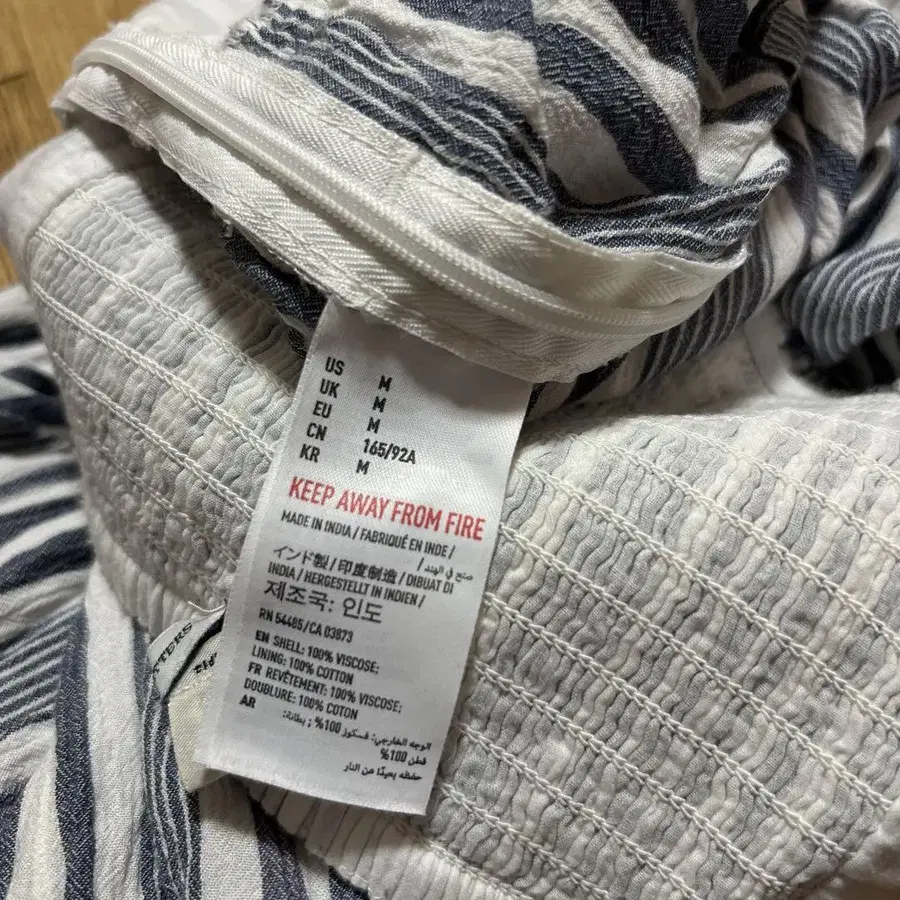 US M
UK M
EU M
CN 165/92A
KR M
KEEP AWAY FROM FIRE
MADE IN INDIA / FABRIQUÉ EN INDE /
صنع في الهند /
インド製 / 印度制造 / DIBUAT DI
INDIA / HERGESTELLT IN INDIEN /
제조국: 인도
RN 54485/CA 03873
EN SHELL: 100% VISCOSE;
LINING: 100% COTTON
FR REVÊTEMENT: 100% VISCOSE;
DOUBLURE: 100% COTON
AR
الوجه الخارجي: فسكوز 100% ; بطانة:
قطن 100%
حفظه بعيدًا عن النار
TTERS